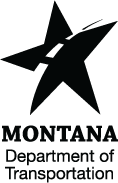 MONTANA
Department of
Transportation